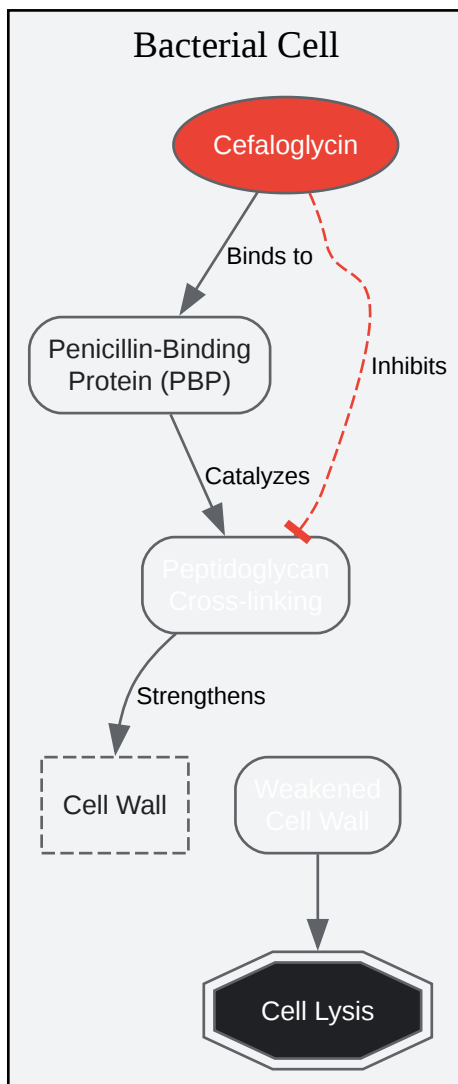 Bacterial Cell
Cefaloglycin
Binds to
Penicillin-Binding
Protein (PBP)
Inhibits
Catalyzes
Peptidoglycan
Cross-linking
Strengthens
Cell Wall
Weakened
Cell Wall
Cell Lysis